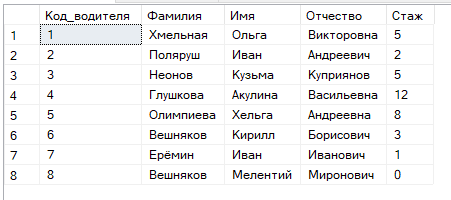 Код_водителя Фамилия Имя Отчество Стаж
1 1 Хмельная Ольга Викторовна 5
2 2 Поляруш Иван Андреевич 2
3 3 Неонов Кузьма Куприянов 5
4 4 Глушкова Акулина Васильевна 12
5 5 Олимпиева Хельга Андреевна 8
6 6 Вешняков Кирилл Борисович 3
7 7 Ерёмин Иван Иванович 1
8 8 Вешняков Мелентий Миронович 0